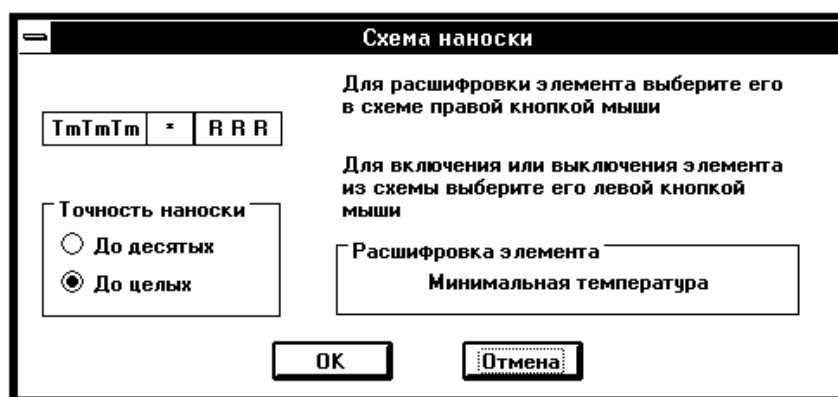 Схема наноски
Для расшифровки элемента выберите его
в схеме правой кнопкой мыши
TmTmTm * R R R
Для включения или выключения элемента
из схемы выберите его левой кнопкой
мыши
Точность наноски
До десятых
До целых
Расшифровка элемента
Минимальная температура
OK Отмена